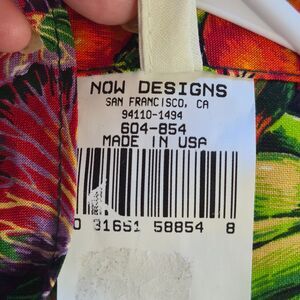 NOW DESIGNS
SAN FRANCISCO, CA
94110-1494
604-854
MADE IN USA
0 31651 58854 8